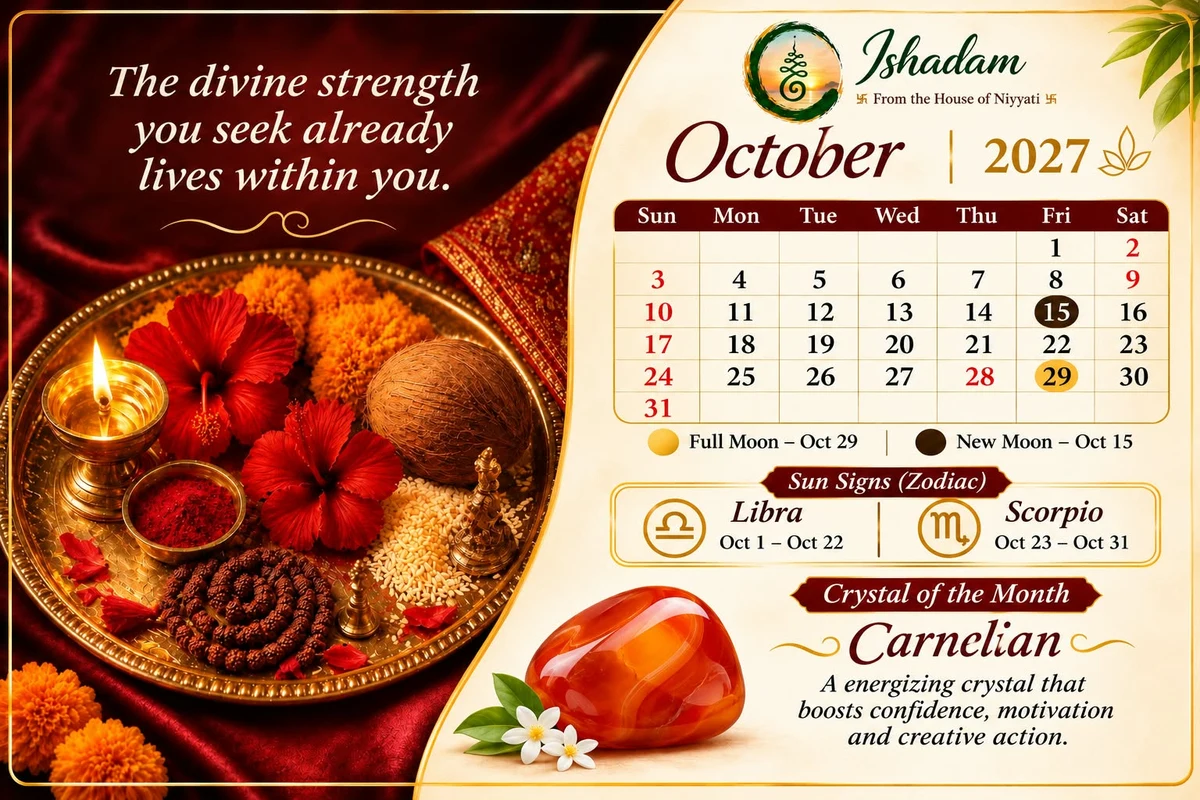 The divine strength
you seek already
lives within you.
Ishadam
卐 From the House of Niyyati 卐
October | 2027
Sun Mon Tue Wed Thu Fri Sat
1 2
3 4 5 6 7 8 9
10 11 12 13 14 15 16
17 18 19 20 21 22 23
24 25 26 27 28 29 30
31
Full Moon – Oct 29 | New Moon – Oct 15
Sun Signs (Zodiac)
♎ Libra ♏ Scorpio
Oct 1 – Oct 22 Oct 23 – Oct 31
Crystal of the Month
Carnelian
A energizing crystal that
boosts confidence, motivation
and creative action.